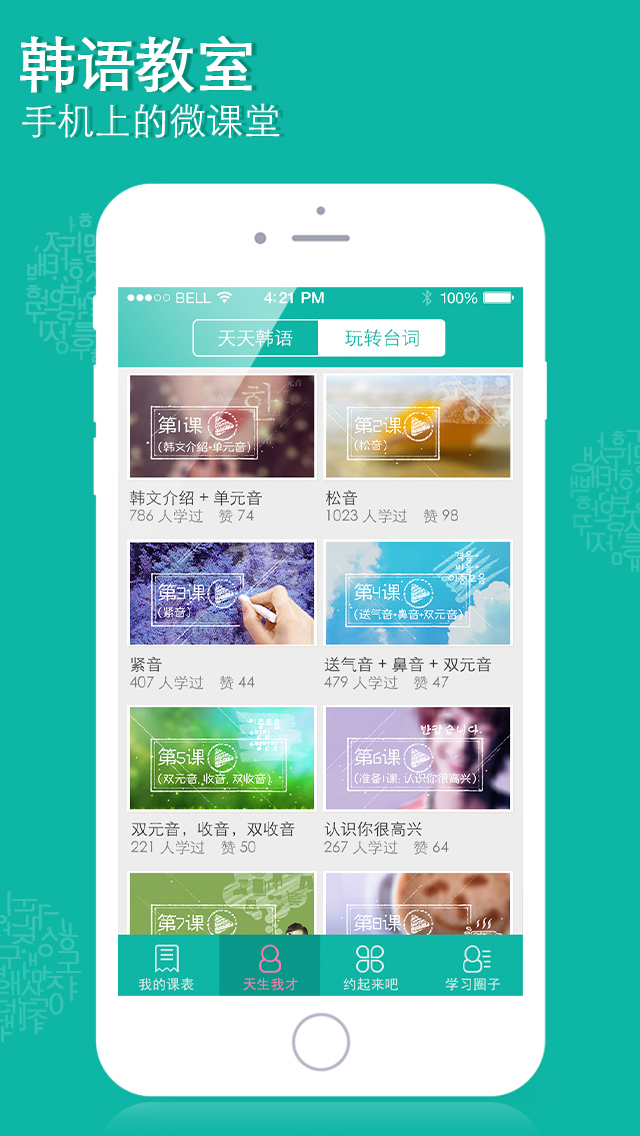 韩语教室
手机上的微课堂
BELL 4:21 PM 100%
天天韩语 玩转台词
第1课
(韩文介绍+单元音)
第2课
(松音)
韩文介绍 + 单元音
786 人学过 赞 74
松音
1023 人学过 赞 98
第3课
(紧音)
第4课
(送气音+鼻音+双元音)
紧音
407 人学过 赞 44
送气音 + 鼻音 + 双元音
479 人学过 赞 47
第5课
(双元音, 收音, 双收音)
반갑습니다.
第6课
(准备1课: 认识你很高兴)
双元音，收音，双收音
221 人学过 赞 50
认识你很高兴
267 人学过 赞 64
第7课
第8课
我的课表
天生我才
约起来吧
学习圈子